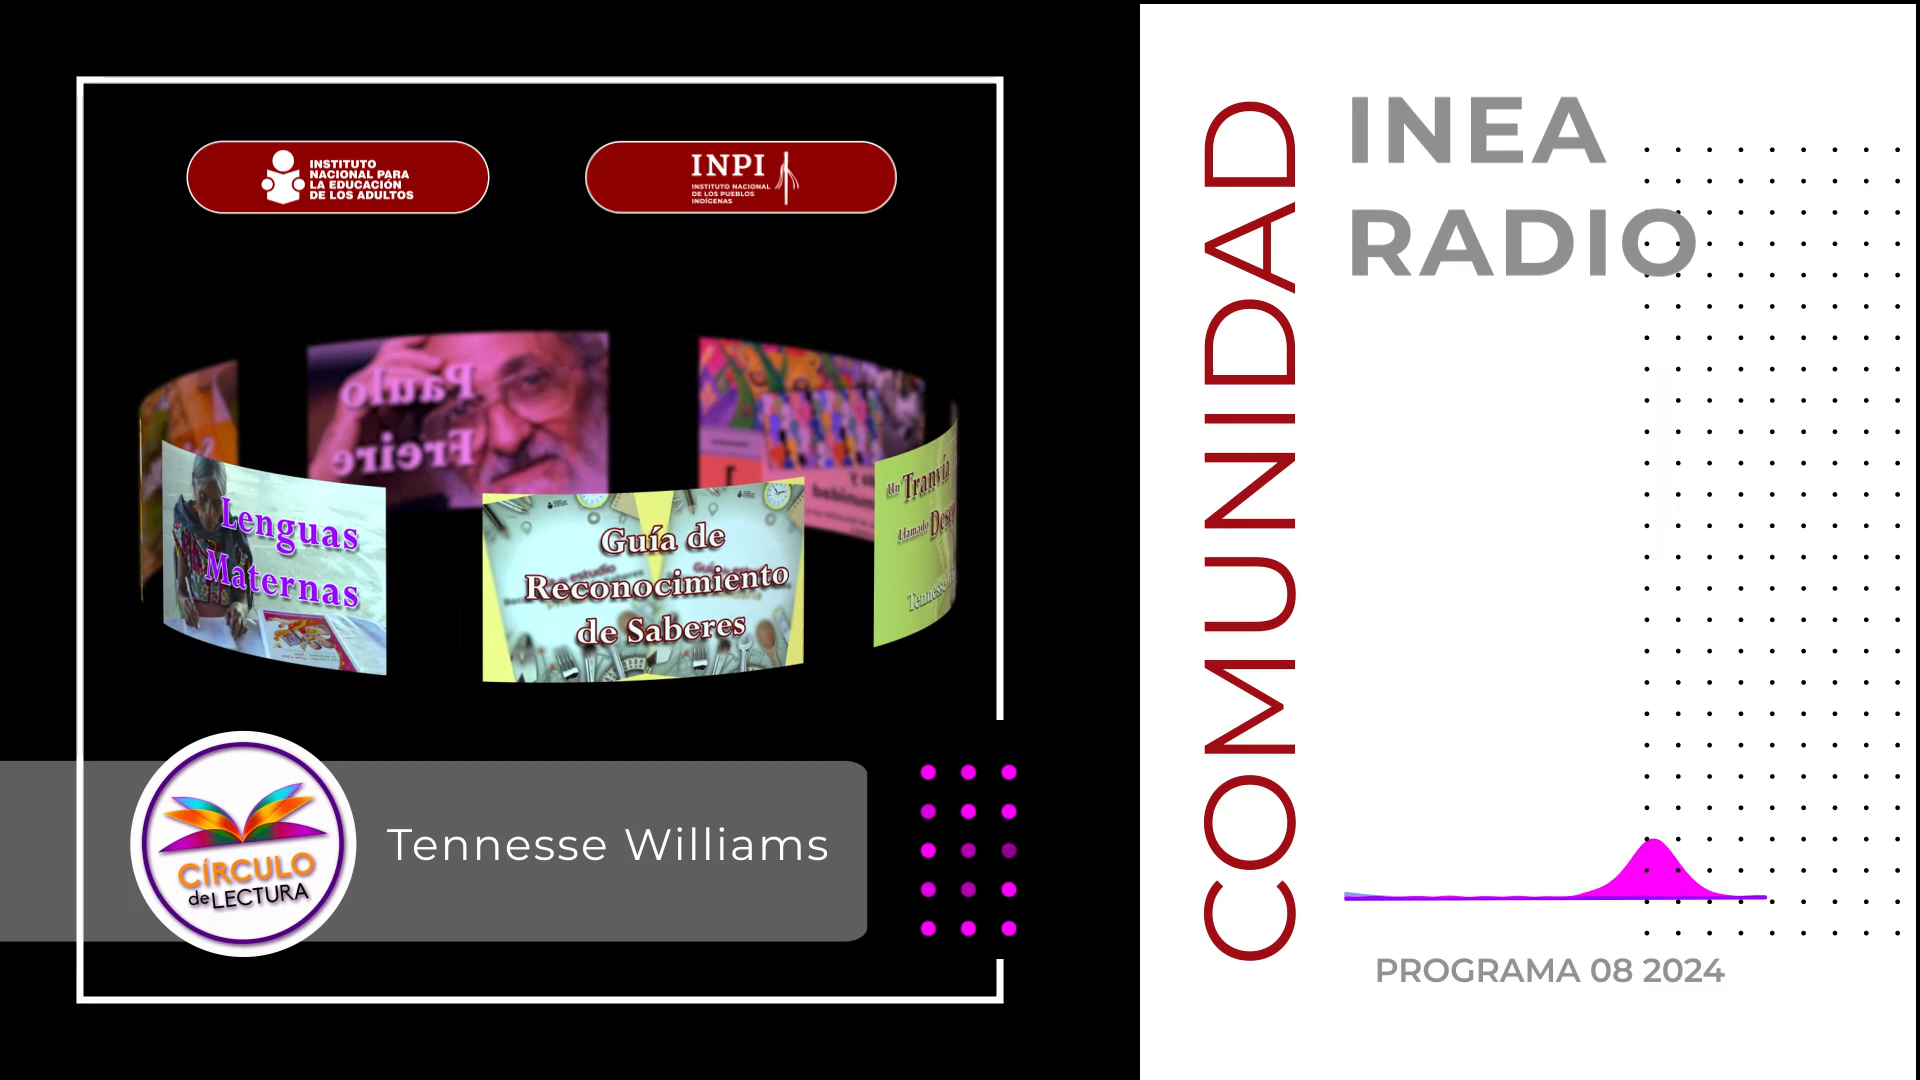 INSTITUTO
NACIONAL PARA
LA EDUCACIÓN
DE LOS ADULTOS
INPI
INSTITUTO NACIONAL
DE LOS PUEBLOS
INDÍGENAS
Paulo
Freire
Lenguas
Maternas
Guía de
Reconocimiento
de Saberes
Un Tranvía
Llamado
CÍRCULO
de LECTURA
Tennesse Williams
COMUNIDAD
INEA
RADIO
PROGRAMA 08 2024